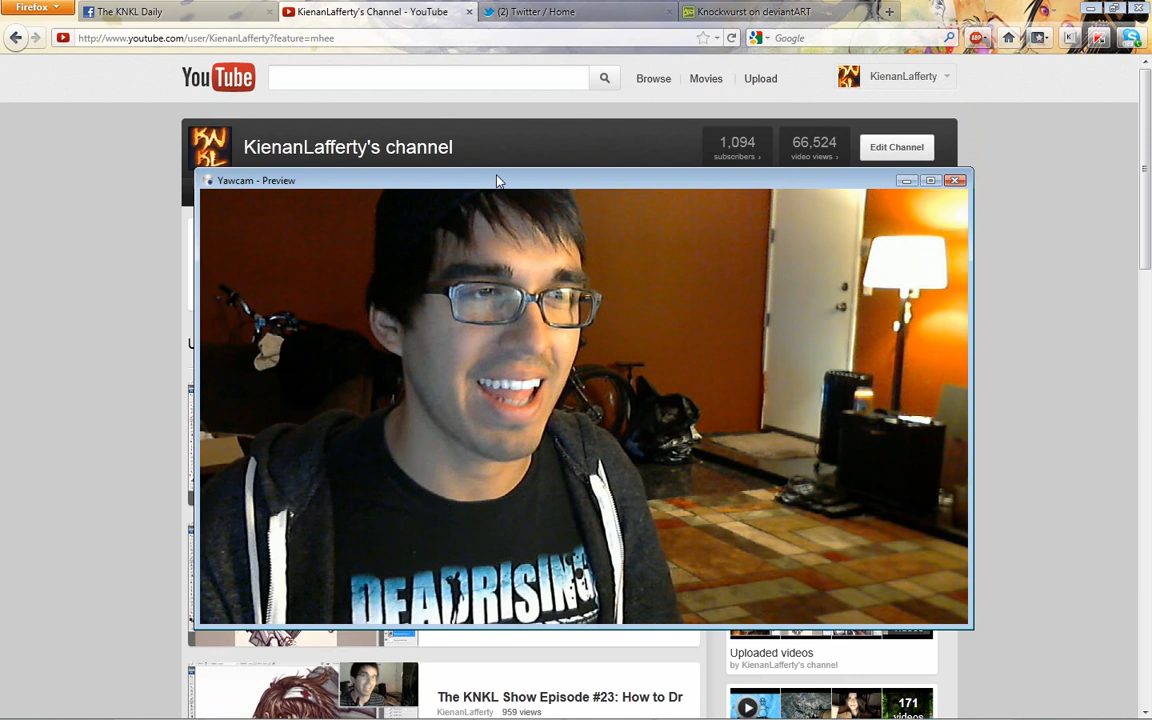 Firefox
The KNKL Daily
KienanLafferty's Channel - YouTube
(2) Twitter / Home
Knockwurst on deviantART
http://www.youtube.com/user/KienanLafferty?feature=mhee
Google
YouTube
Browse
Movies
Upload
KienanLafferty
KN
KL
KienanLafferty's channel
1,094
subscribers ›
66,524
video views ›
Edit Channel
Yawcam - Preview
DEADRISING
Uploaded videos
by KienanLafferty's channel
The KNKL Show Episode #23: How to Dr
KienanLafferty 959 views
171
videos